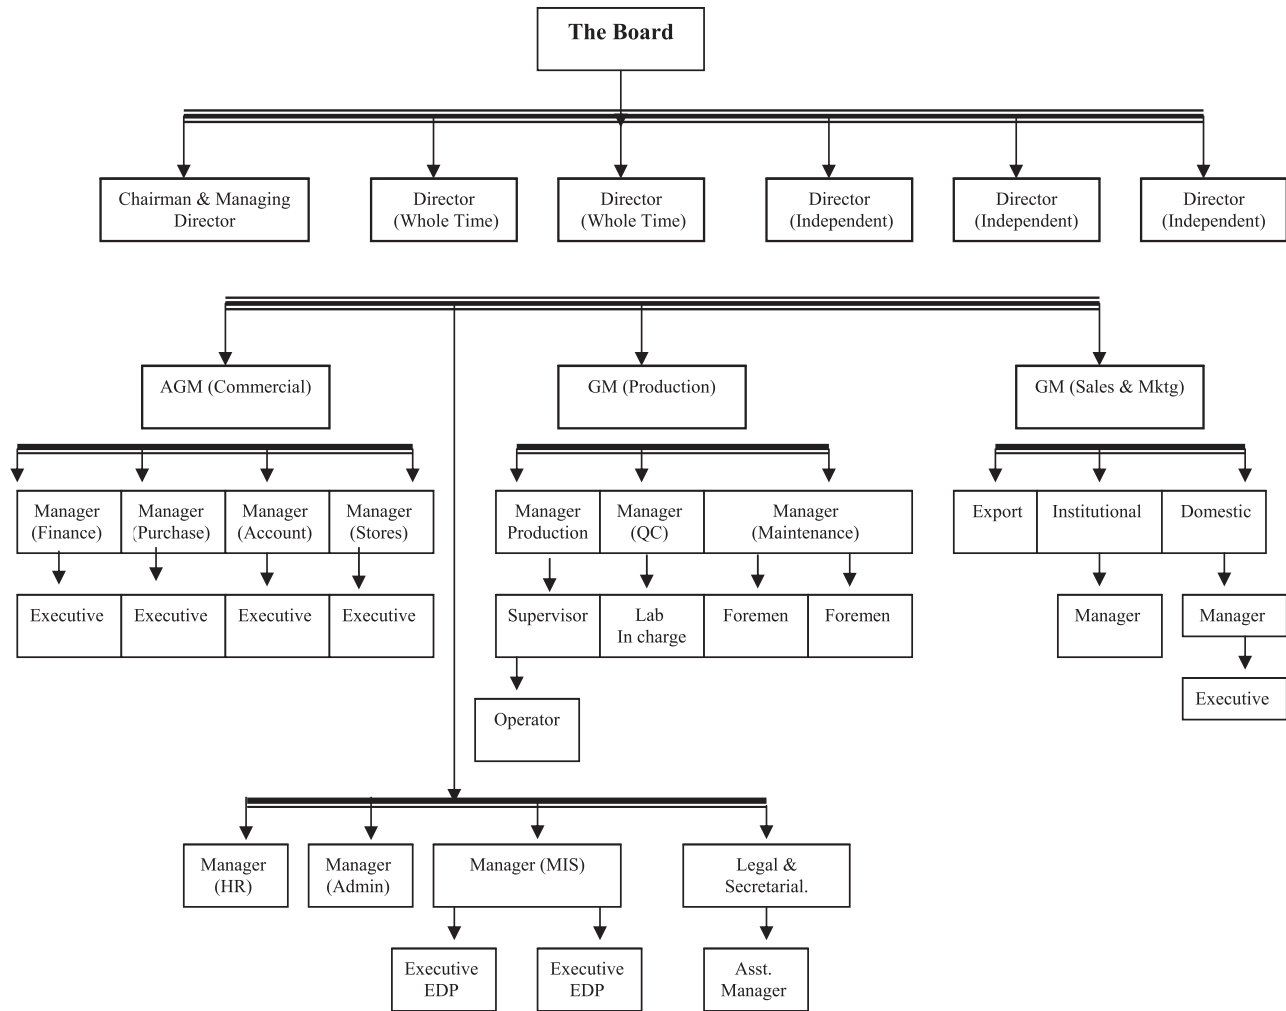 The Board
Chairman & Managing
Director
Director
(Whole Time)
Director
(Whole Time)
Director
(Independent)
Director
(Independent)
Director
(Independent)
AGM (Commercial)
GM (Production)
GM (Sales & Mktg)
Manager
(Finance)
Manager
(Purchase)
Manager
(Account)
Manager
(Stores)
Manager
Production
Manager
(QC)
Manager
(Maintenance)
Export
Institutional
Domestic
Executive
Executive
Executive
Executive
Supervisor
Lab
In charge
Foremen
Foremen
Manager
Manager
Operator
Executive
Manager
(HR)
Manager
(Admin)
Manager (MIS)
Legal &
Secretarial.
Executive
EDP
Executive
EDP
Asst.
Manager